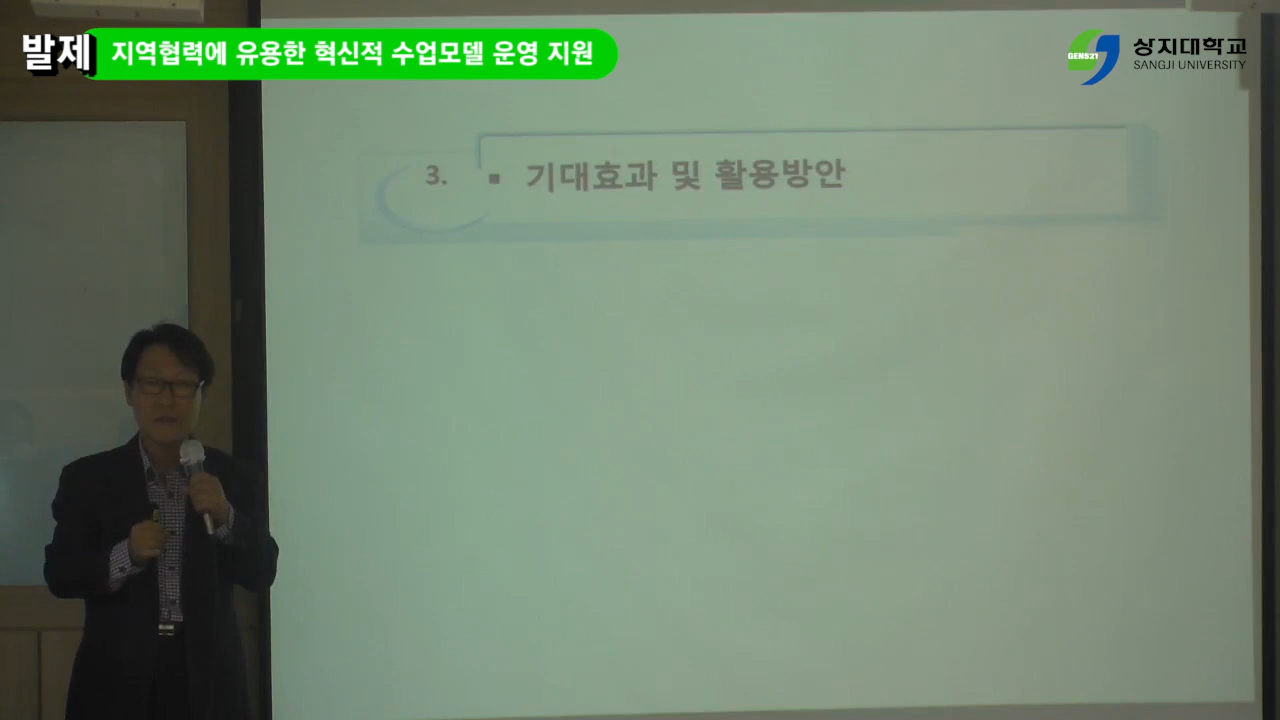 발제 지역협력에 유용한 혁신적 수업모델 운영 지원
GENS21
상지대학교
SANGJI UNIVERSITY
3. ▪ 기대효과 및 활용방안